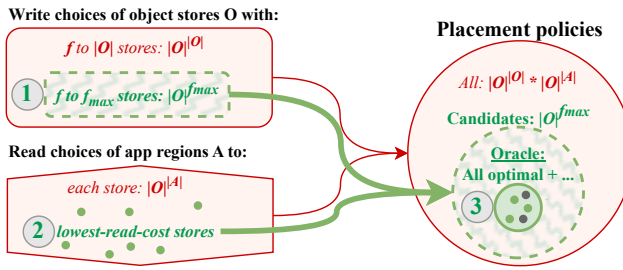 Write choices of object stores O with:
f to |O| stores: |O|^|O|
1
f to f_max stores: |O|^f_max
Read choices of app regions A to:
each store: |O|^|A|
2
lowest-read-cost stores
Placement policies
All: |O|^|O| * |O|^|A|
Candidates: |O|^f_max
Oracle:
All optimal + ...
3